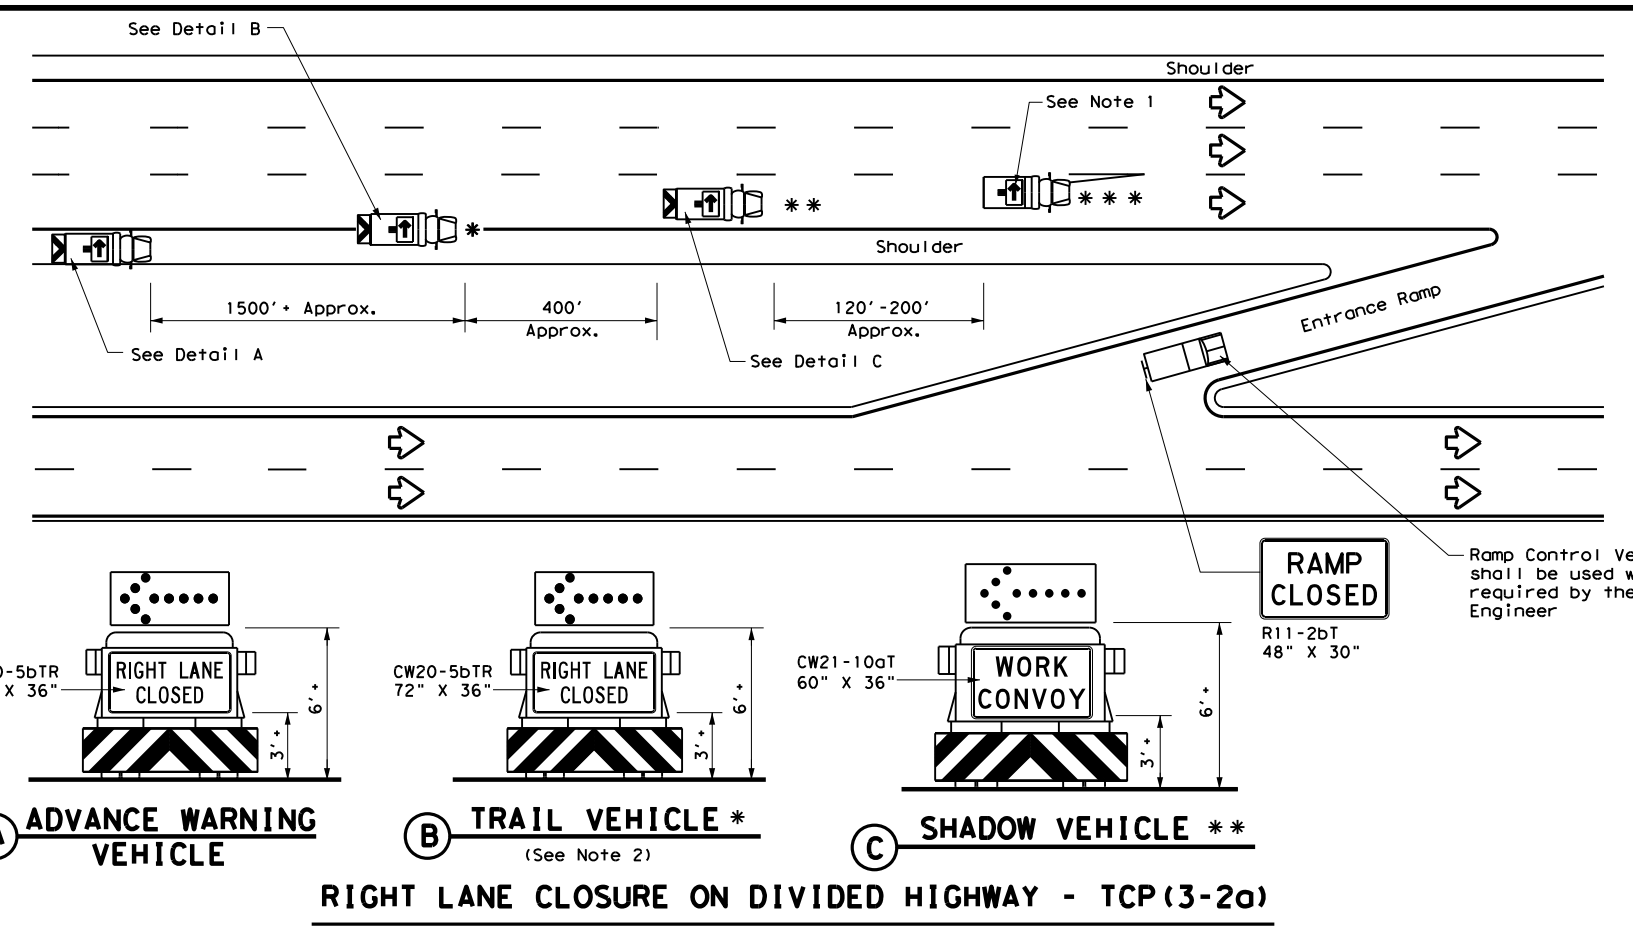 See Detail B
Shoulder
See Note 1
*
**
***
Shoulder
1500'+ Approx.
400'
Approx.
120'-200'
Approx.
Entrance Ramp
See Detail A
See Detail C
RAMP
CLOSED
R11-2bT
48" X 30"
Ramp Control Ve
shall be used w
required by the
Engineer
0-5bTR
X 36"
RIGHT LANE
CLOSED
6'+
3'+
CW20-5bTR
72" X 36"
RIGHT LANE
CLOSED
6'+
3'+
CW21-10aT
60" X 36"
WORK
CONVOY
6'+
3'+
A ADVANCE WARNING
VEHICLE
B TRAIL VEHICLE *
(See Note 2)
C SHADOW VEHICLE **
RIGHT LANE CLOSURE ON DIVIDED HIGHWAY - TCP(3-2a)